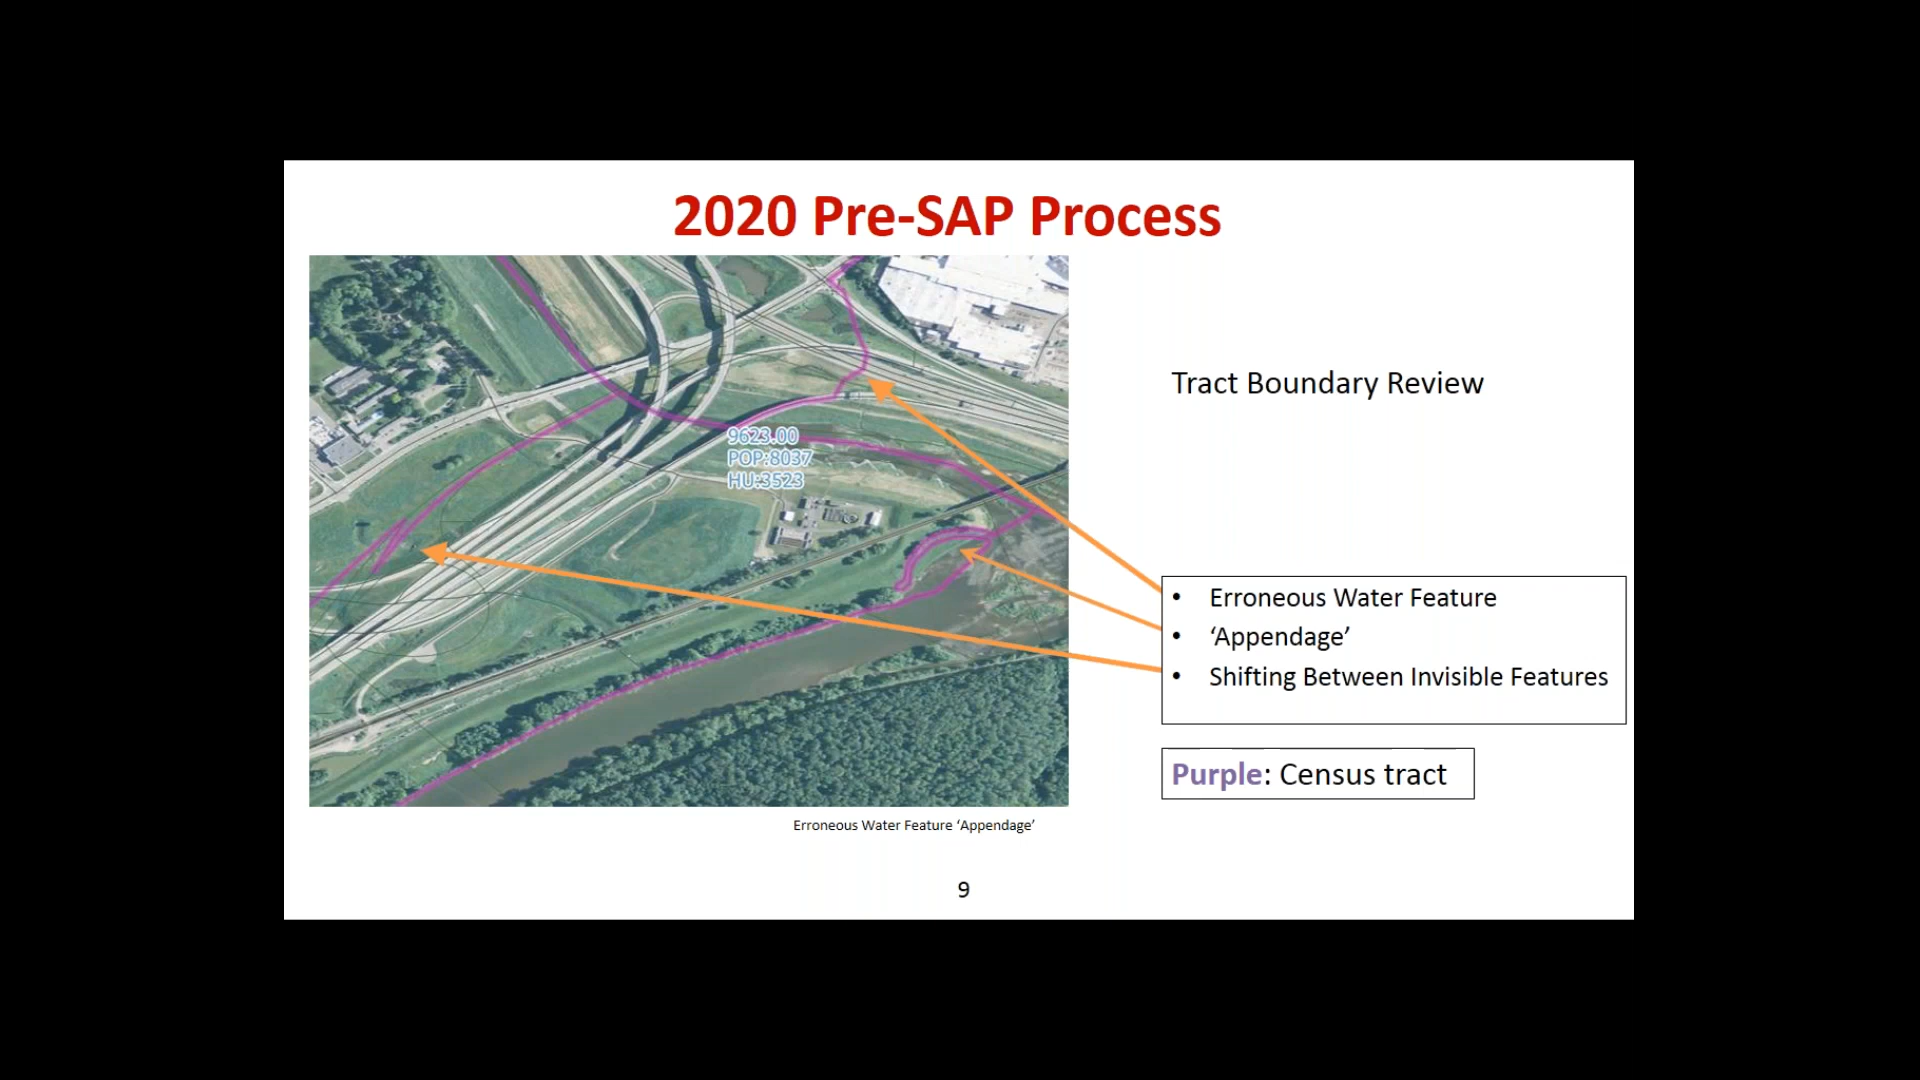 2020 Pre-SAP Process
9623.00
POP:8037
HU:3523
Tract Boundary Review
• Erroneous Water Feature
• ‘Appendage’
• Shifting Between Invisible Features
Purple: Census tract
Erroneous Water Feature ‘Appendage’
9